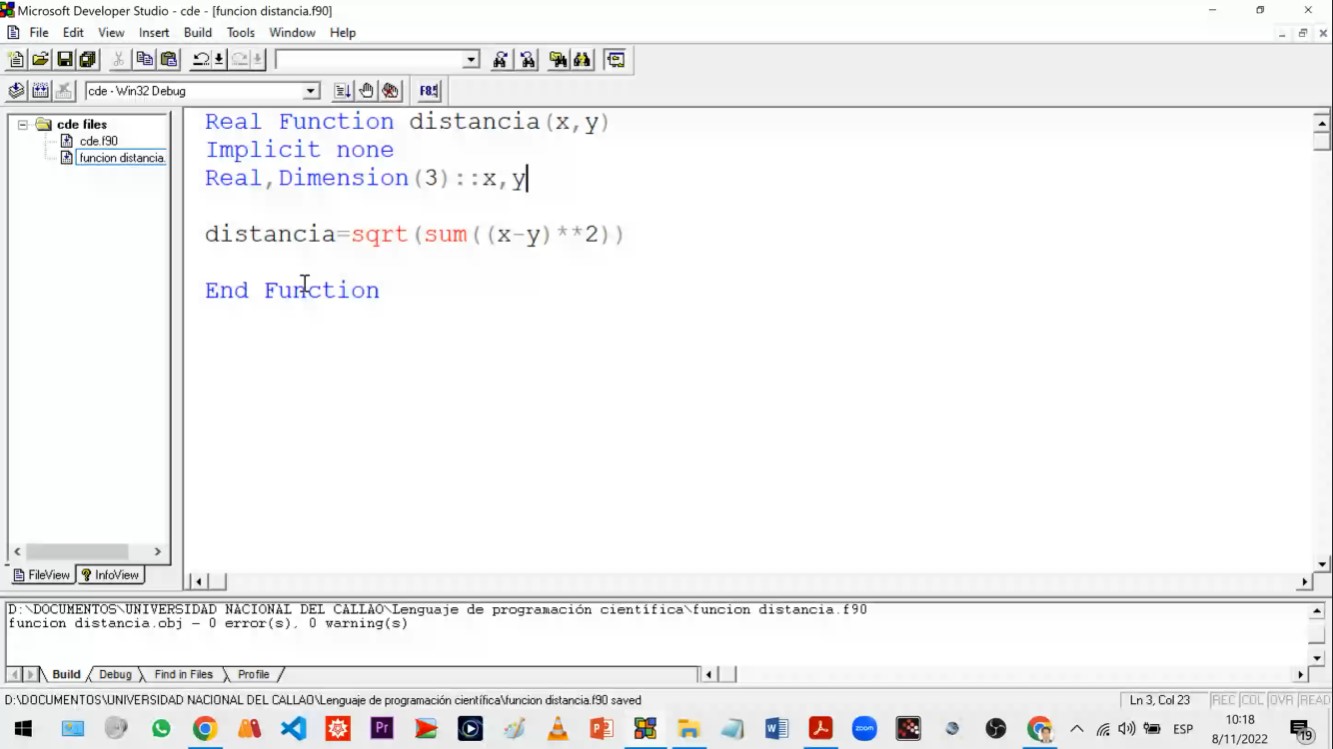 Microsoft Developer Studio - cde - [funcion distancia.f90]
File Edit View Insert Build Tools Window Help
cde - Win32 Debug
cde files
cde.f90
funcion distancia.
Real Function distancia(x,y)
Implicit none
Real,Dimension(3)::x,y
distancia=sqrt(sum((x-y)**2))
End Function
FileView InfoView
D:\DOCUMENTOS\UNIVERSIDAD NACIONAL DEL CALLAO\Lenguaje de programación científica\funcion distancia.f90
funcion distancia.obj - 0 error(s), 0 warning(s)
Build Debug Find in Files Profile
D:\DOCUMENTOS\UNIVERSIDAD NACIONAL DEL CALLAO\Lenguaje de programación científica\funcion distancia.f90 saved
Ln 3, Col 23 REC COL OVR READ
ESP
10:18
8/11/2022
19